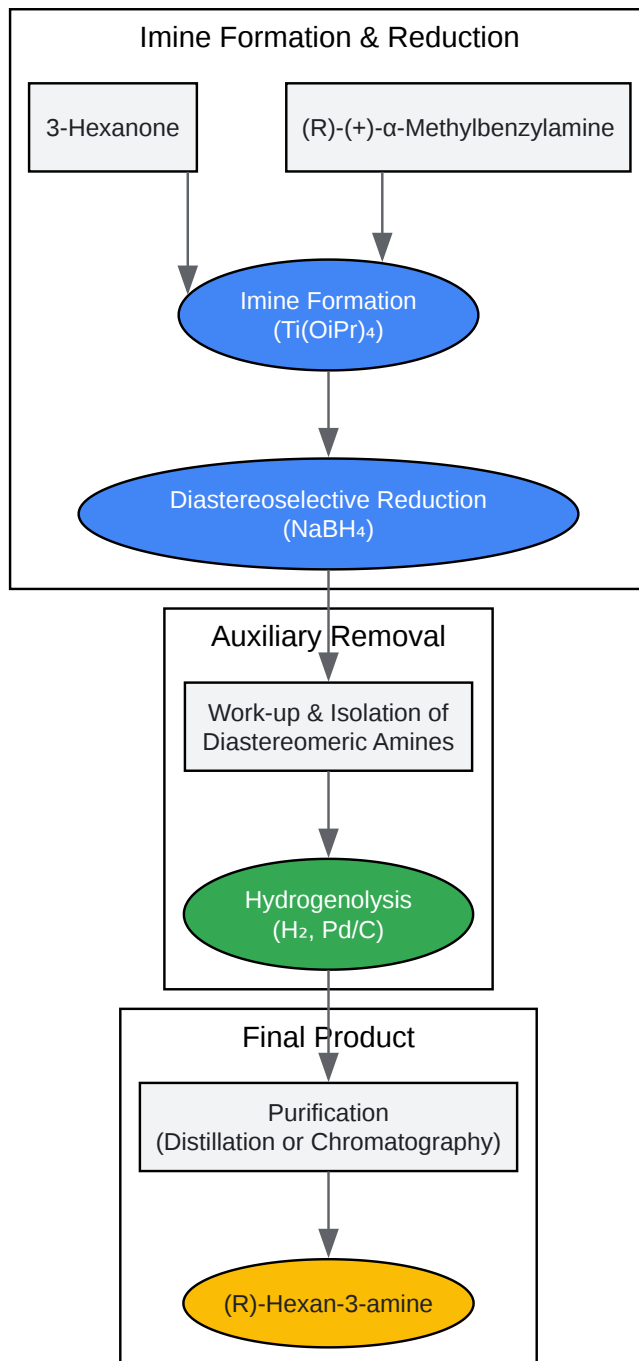 Imine Formation & Reduction
3-Hexanone
(R)-(+)-α-Methylbenzylamine
Imine Formation
(Ti(OiPr)₄)
Diastereoselective Reduction
(NaBH₄)
Auxiliary Removal
Work-up & Isolation of
Diastereomeric Amines
Hydrogenolysis
(H₂, Pd/C)
Final Product
Purification
(Distillation or Chromatography)
(R)-Hexan-3-amine